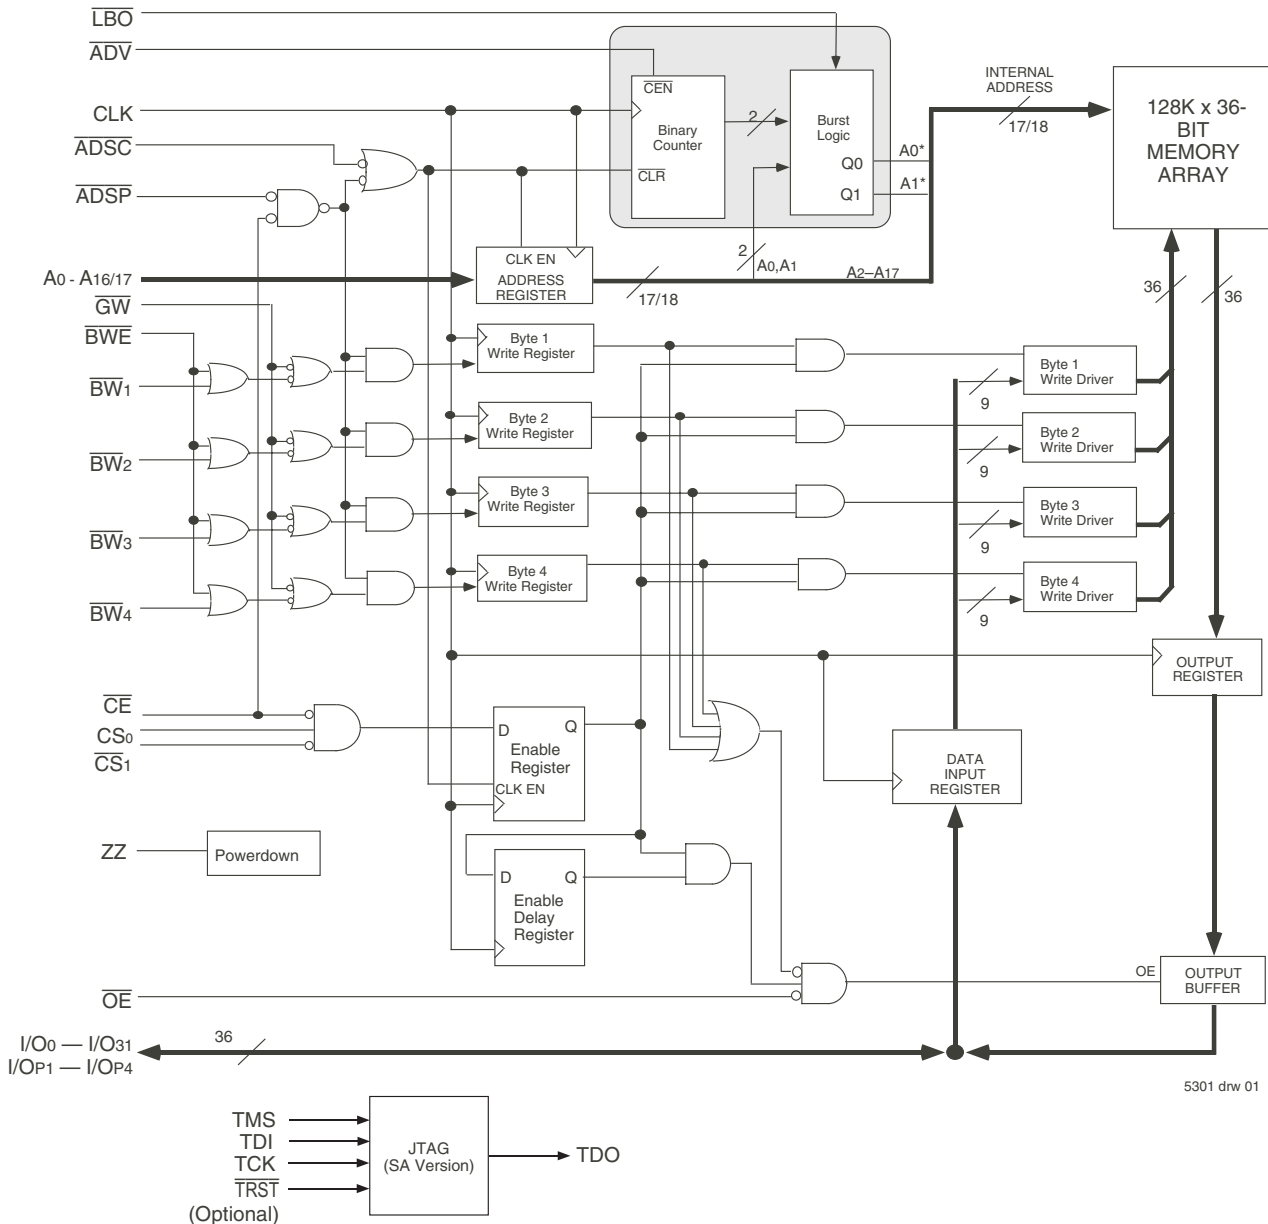 LBO
ADV
CEN
CLK
Binary
Counter
2
Burst
Logic
INTERNAL
ADDRESS
17/18
128K x 36-
BIT
MEMORY
ARRAY
ADSC
CLR
Q0
A0*
Q1
A1*
ADSP
A0 - A16/17
CLK EN
ADDRESS
REGISTER
17/18
2
A0,A1
A2–A17
36
36
GW
BWE
BW1
Byte 1
Write Register
9
Byte 1
Write Driver
BW2
Byte 2
Write Register
9
Byte 2
Write Driver
BW3
Byte 3
Write Register
9
Byte 3
Write Driver
BW4
Byte 4
Write Register
9
Byte 4
Write Driver
OUTPUT
REGISTER
CE
CS0
CS1
D
Q
Enable
Register
CLK EN
DATA
INPUT
REGISTER
ZZ
Powerdown
D
Q
Enable
Delay
Register
OE
OE
OUTPUT
BUFFER
I/O0 — I/O31
I/OP1 — I/OP4
36
5301 drw 01
TMS
TDI
TCK
TRST
(Optional)
JTAG
(SA Version)
TDO